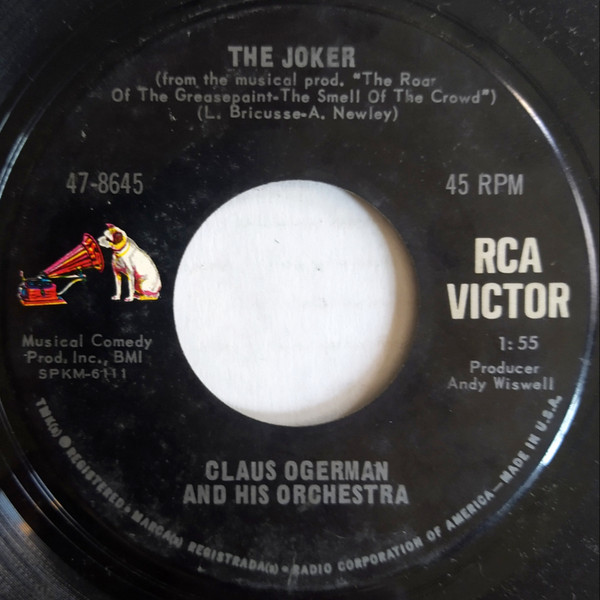 THE JOKER
(from the musical prod. "The Roar
Of The Greasepaint-The Smell Of The Crowd")
(L. Bricusse-A. Newley)
47-8645
45 RPM
RCA
VICTOR
Musical Comedy
Prod. Inc., BMI
SPKM-6111
1:55
Producer
Andy Wiswell
CLAUS OGERMAN
AND HIS ORCHESTRA
TMK(s) ® REGISTERED • MARCA(s) REGISTRADA(s) — RADIO CORPORATION OF AMERICA—MADE IN U.S.A.